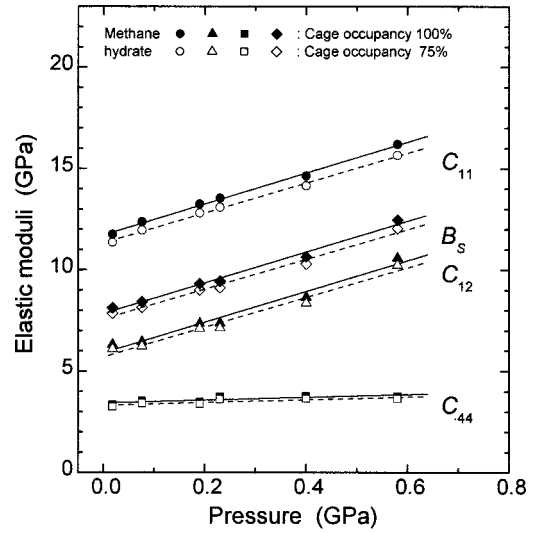 Methane : Cage occupancy 100%
hydrate : Cage occupancy 75%
20
15
10
5
0
C11
BS
C12
C44
0.0 0.2 0.4 0.6 0.8
Elastic moduli (GPa)
Pressure (GPa)